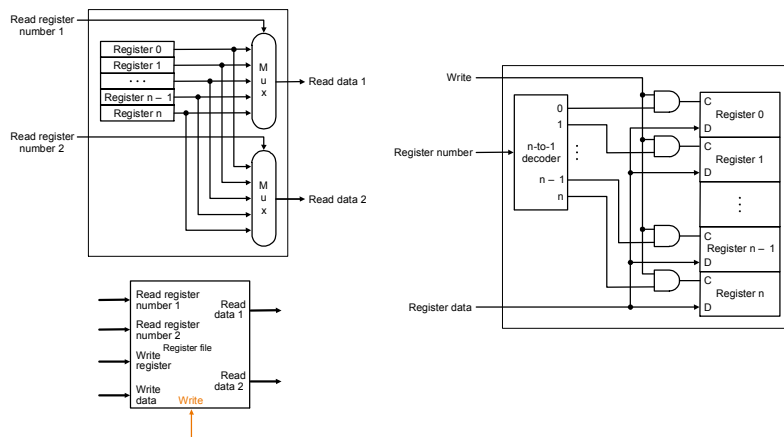 Read register
number 1
Register 0
Register 1
. . .
Register n – 1
Register n
M
u
x
Read data 1
Read register
number 2
M
u
x
Read data 2
Write
Register number
n-to-1
decoder
0
1
⋮
n – 1
n
C
Register 0
D
C
Register 1
D
⋮
C
Register n – 1
D
C
Register n
D
Register data
Read register
number 1
Read
data 1
Read register
number 2
Register file
Write
register
Read
data 2
Write
data
Write